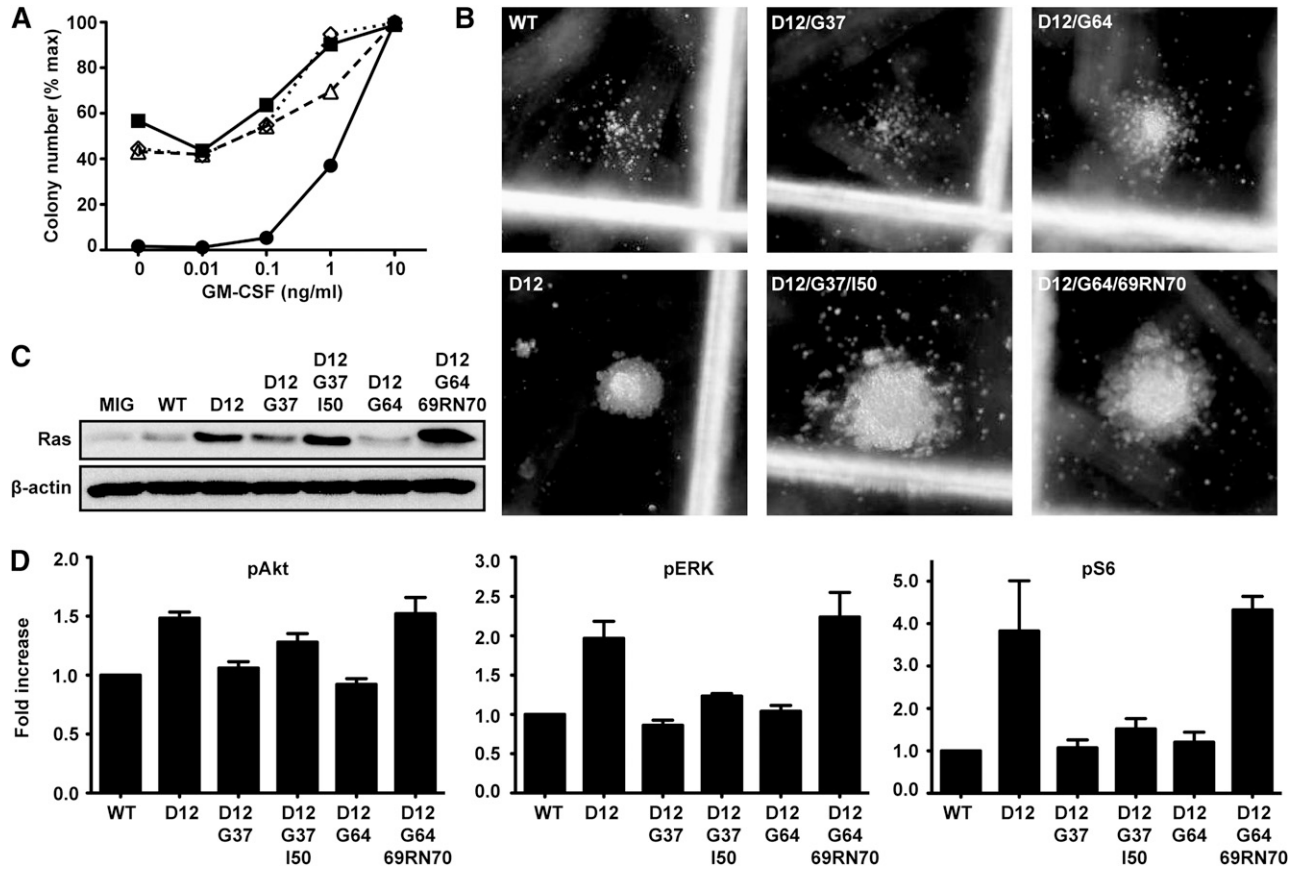 A
Colony number (% max)
100
80
60
40
20
0
0 0.01 0.1 1 10
GM-CSF (ng/ml)
B
WT
D12/G37
D12/G64
D12
D12/G37/I50
D12/G64/69RN70
C
MIG WT D12 D12 G37 D12 G37 I50 D12 G64 D12 G64 69RN70
Ras
β-actin
D
Fold increase
pAkt
2.0
1.5
1.0
0.5
0.0
WT D12 D12 G37 D12 G37 I50 D12 G64 D12 G64 69RN70
pERK
3.0
2.5
2.0
1.5
1.0
0.5
0.0
WT D12 D12 G37 D12 G37 I50 D12 G64 D12 G64 69RN70
pS6
5.0
4.0
3.0
2.0
1.0
0.0
WT D12 D12 G37 D12 G37 I50 D12 G64 D12 G64 69RN70